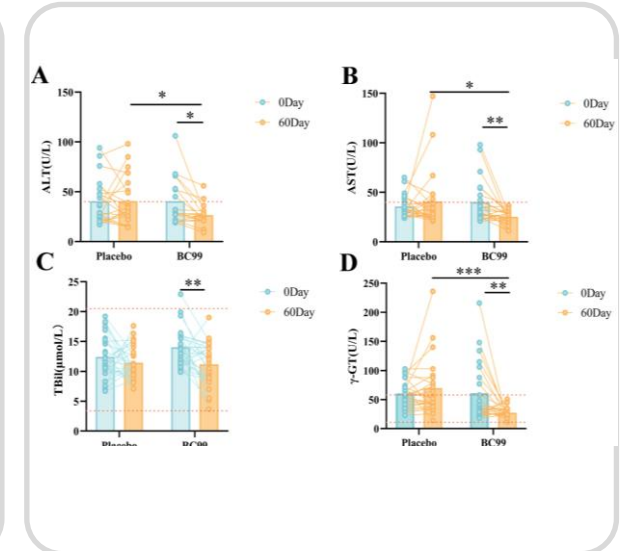 A
ALT(U/L)
150
100
50
0
*
*
Placebo
BC99
0Day
60Day
B
AST(U/L)
150
100
50
0
*
**
Placebo
BC99
0Day
60Day
C
TBil(μmol/L)
25
20
15
10
5
0
**
Placebo
BC99
0Day
60Day
D
γ-GT(U/L)
250
200
150
100
50
0
***
**
Placebo
BC99
0Day
60Day